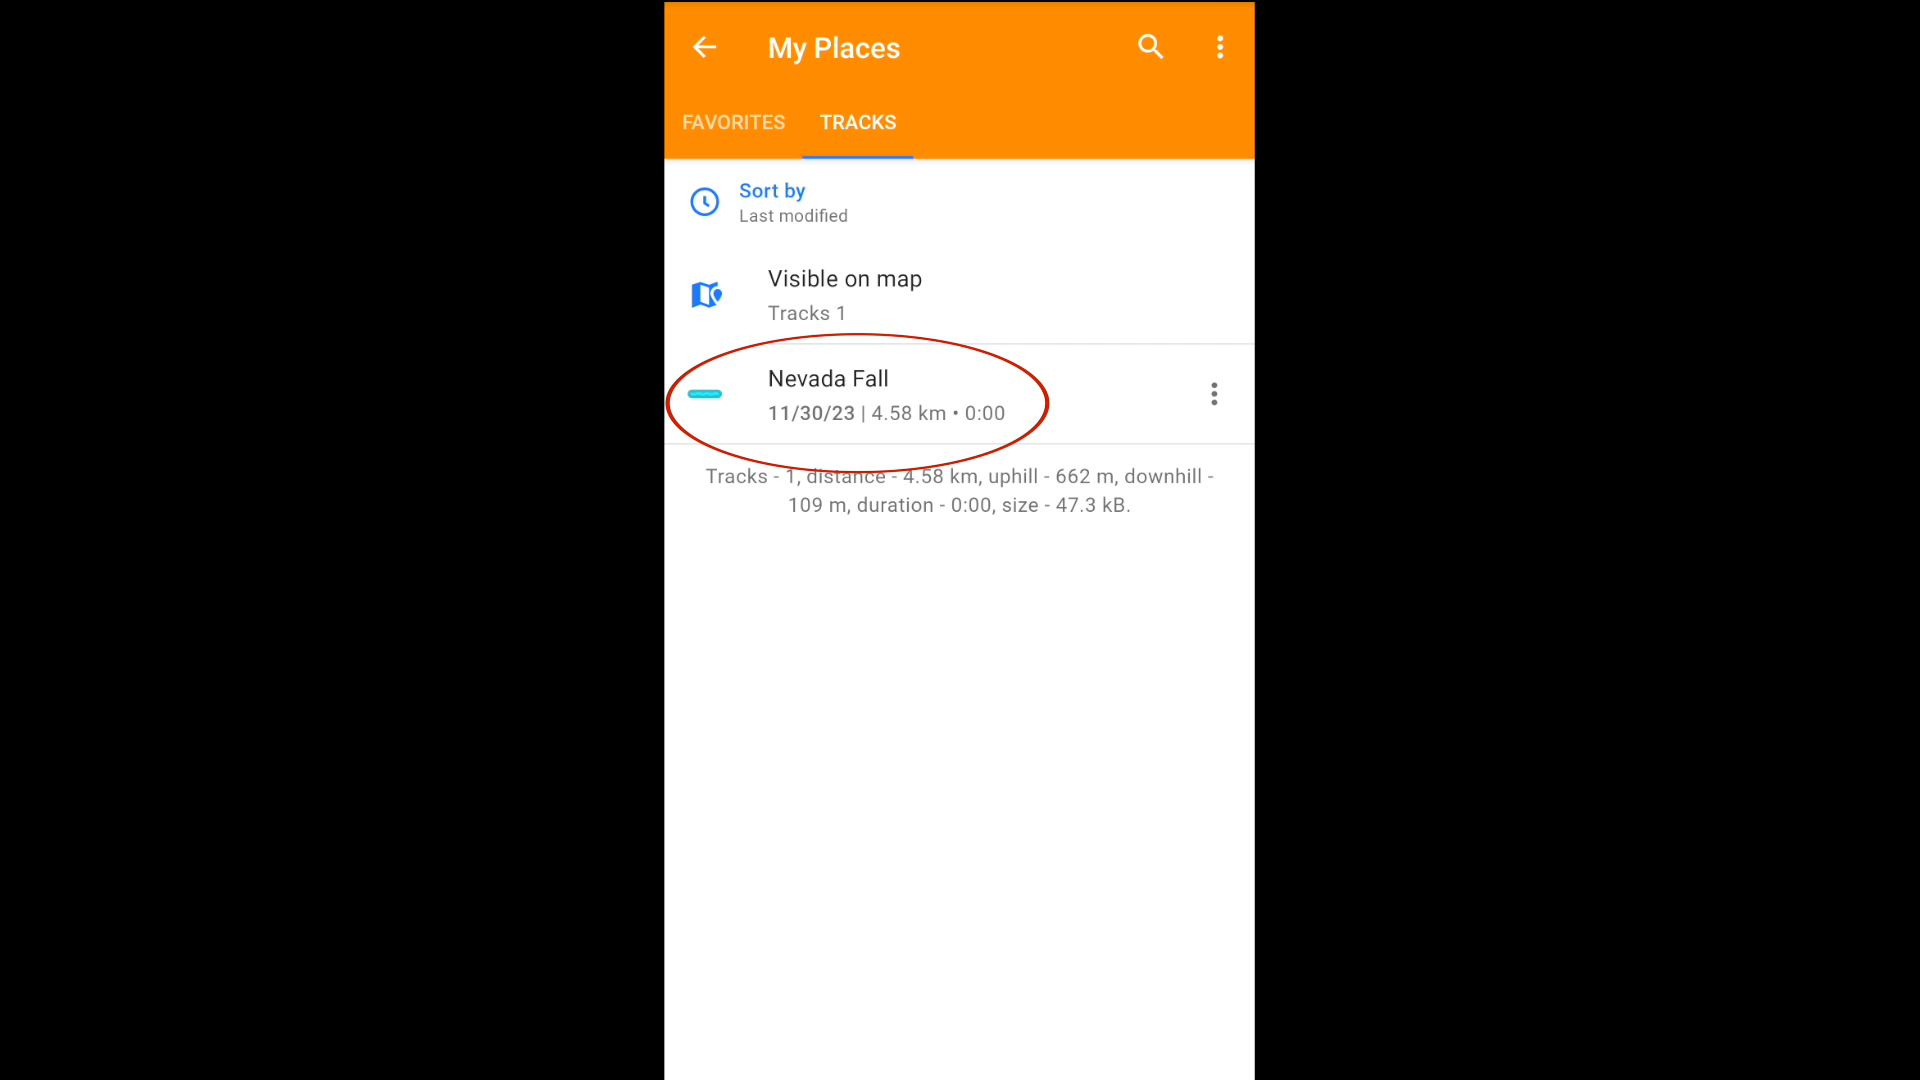 My Places
FAVORITES TRACKS
Sort by
Last modified
Visible on map
Tracks 1
Nevada Fall
11/30/23 | 4.58 km • 0:00
Tracks - 1, distance - 4.58 km, uphill - 662 m, downhill -
109 m, duration - 0:00, size - 47.3 kB.